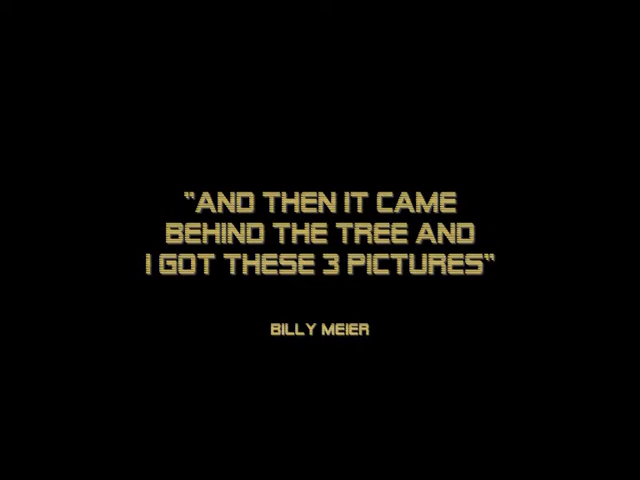 "AND THEN IT CAME
BEHIND THE TREE AND
I GOT THESE 3 PICTURES"
BILLY MEIER